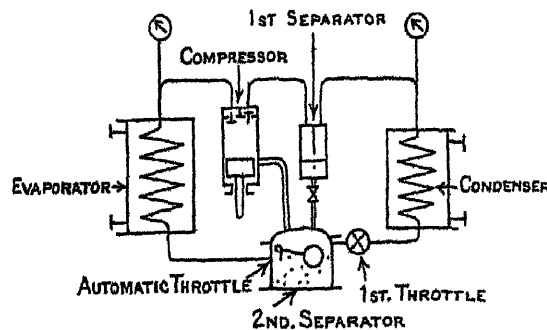 1ST SEPARATOR
COMPRESSOR
EVAPORATOR
CONDENSER
AUTOMATIC THROTTLE
1ST. THROTTLE
2ND. SEPARATOR